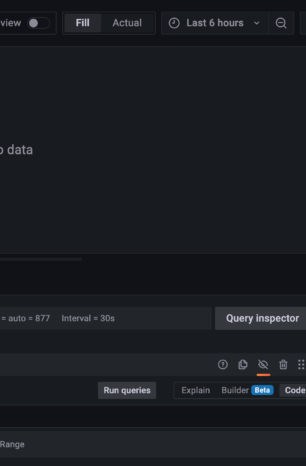 view Fill Actual Last 6 hours
o data
= auto = 877 Interval = 30s Query inspector
Run queries Explain Builder Beta Code
Range